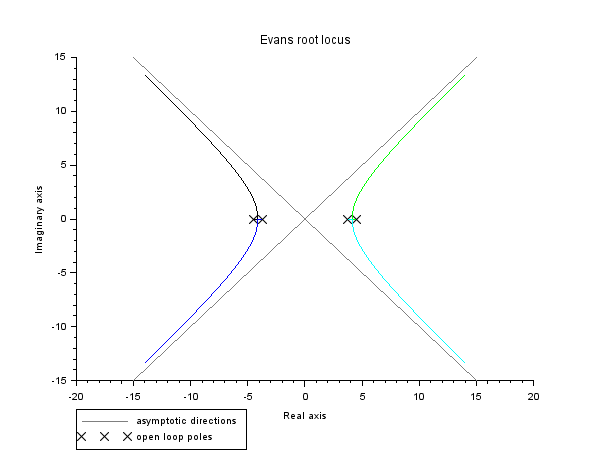 Evans root locus
15
10
5
0
-5
-10
-15
Imaginary axis
-20 -15 -10 -5 0 5 10 15 20
Real axis
asymptotic directions
open loop poles